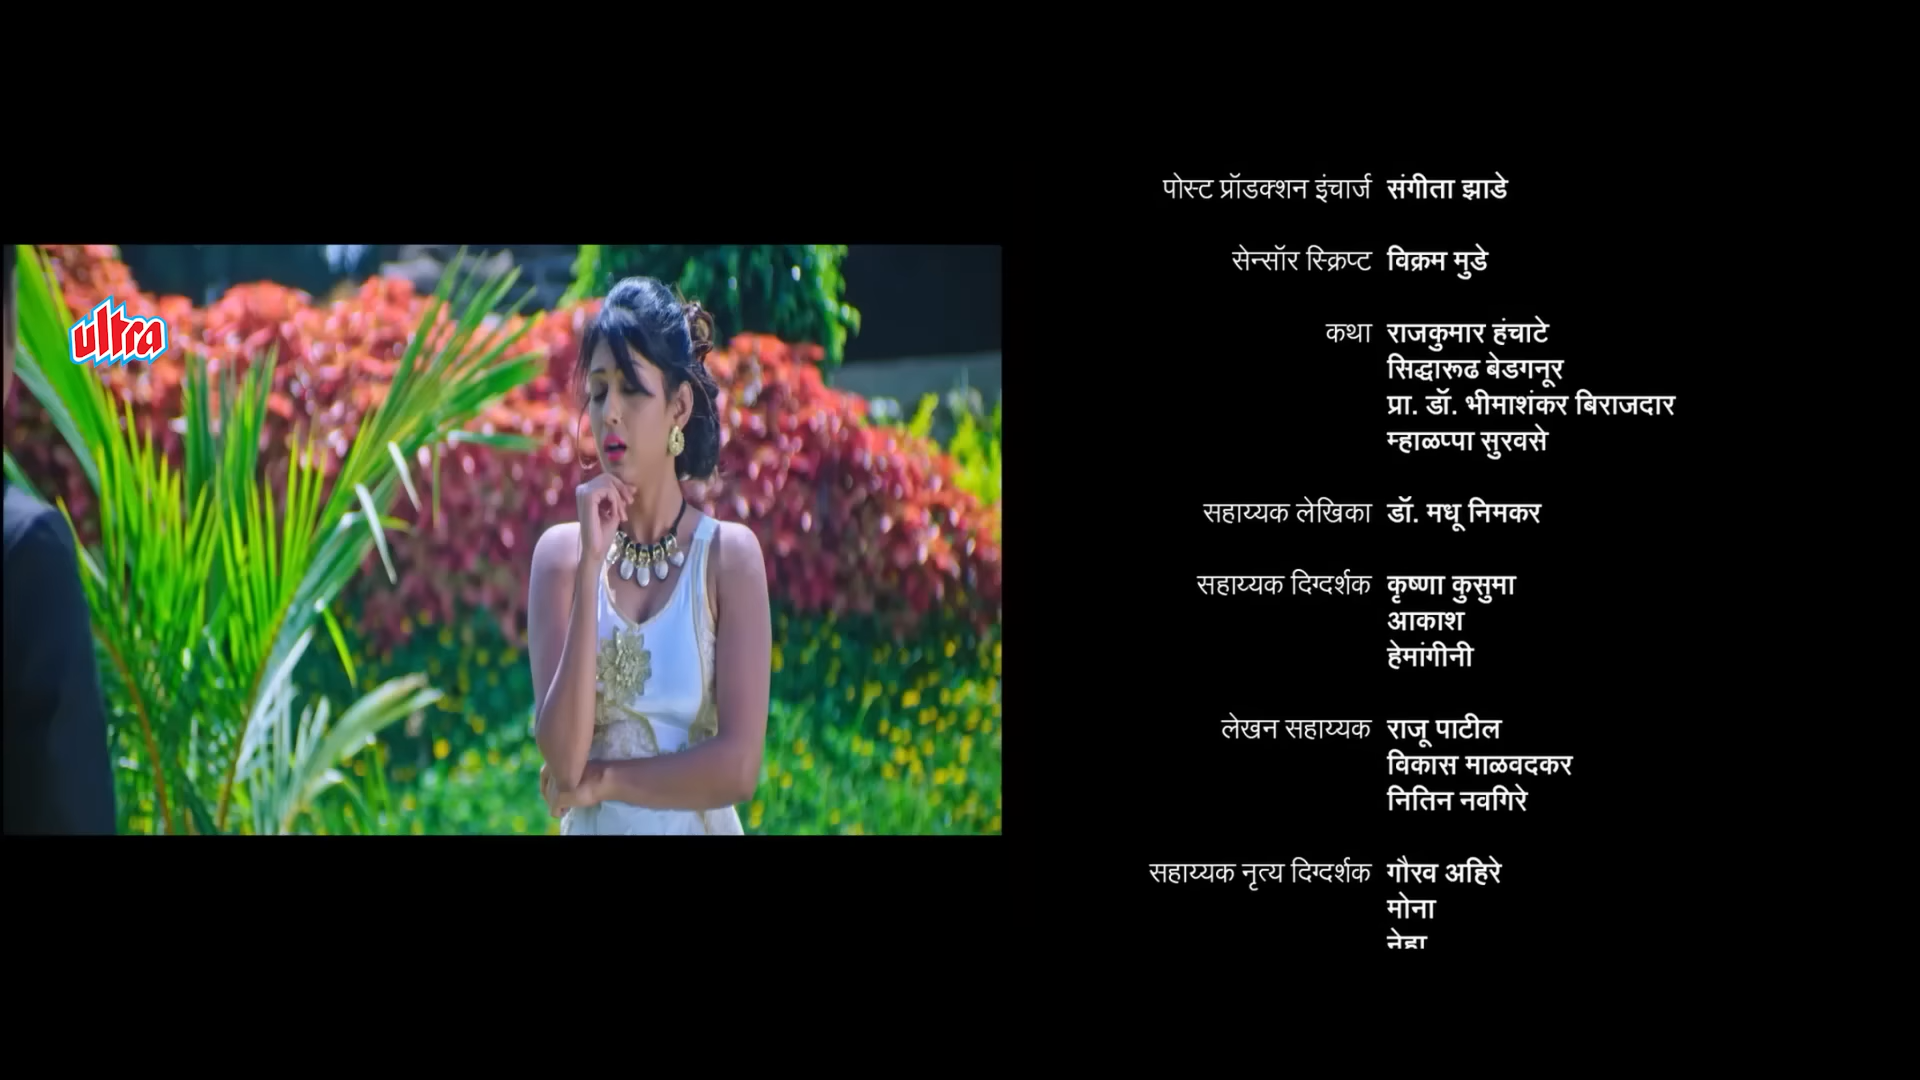 ultra
पोस्ट प्रॉडक्शन इंचार्ज संगीता झाडे
सेन्सॉर स्क्रिप्ट विक्रम मुडे
कथा राजकुमार हंचाटे
सिद्धारूढ बेडगनूर
प्रा. डॉ. भीमाशंकर बिराजदार
म्हाळप्पा सुरवसे
सहाय्यक लेखिका डॉ. मधू निमकर
सहाय्यक दिग्दर्शक कृष्णा कुसुमा
आकाश
हेमांगीनी
लेखन सहाय्यक राजू पाटील
विकास माळवदकर
नितिन नवगिरे
सहाय्यक नृत्य दिग्दर्शक गौरव अहिरे
मोना
नेहा